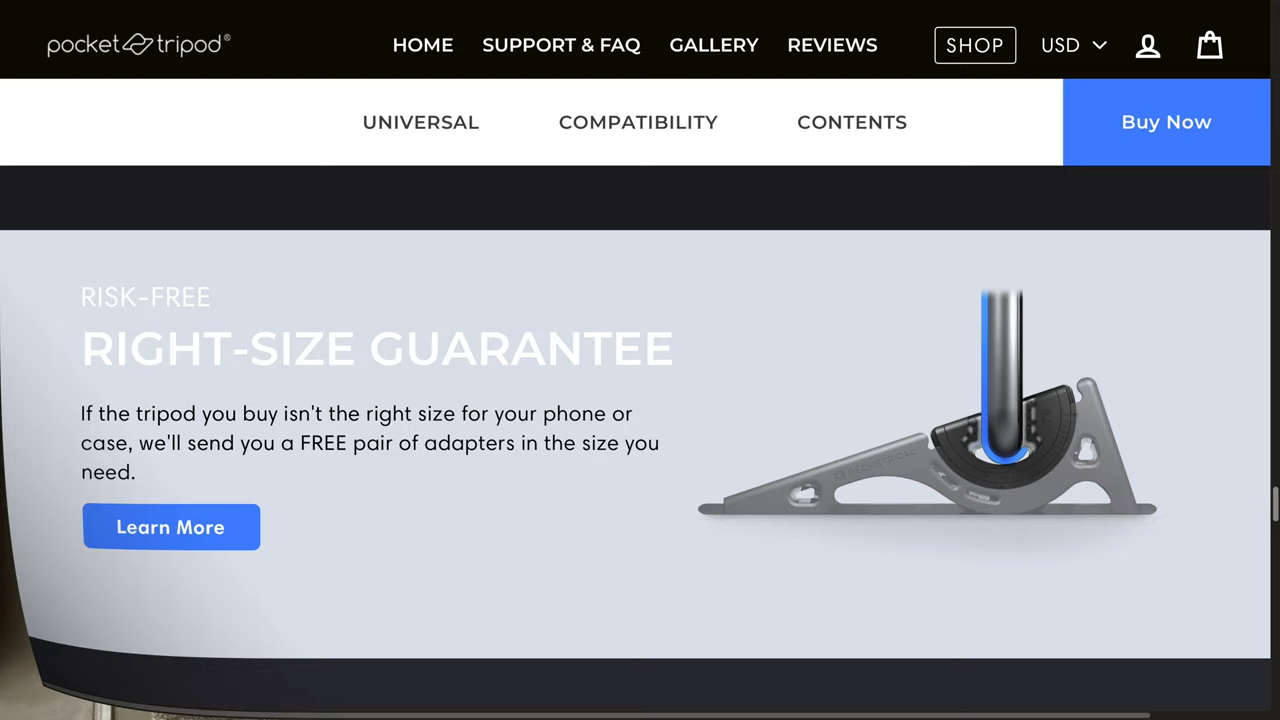 pocket tripod®
HOME SUPPORT & FAQ GALLERY REVIEWS SHOP USD
UNIVERSAL COMPATIBILITY CONTENTS Buy Now
RISK-FREE
RIGHT-SIZE GUARANTEE
If the tripod you buy isn't the right size for your phone or
case, we'll send you a FREE pair of adapters in the size you
need.
Learn More